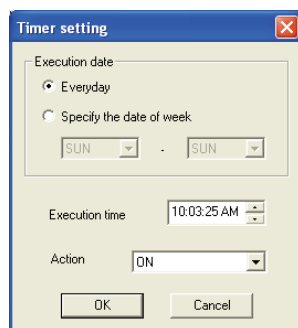 Timer setting
Execution date
Everyday
Specify the date of week
SUN - SUN
Execution time 10:03:25 AM
Action ON
OK Cancel